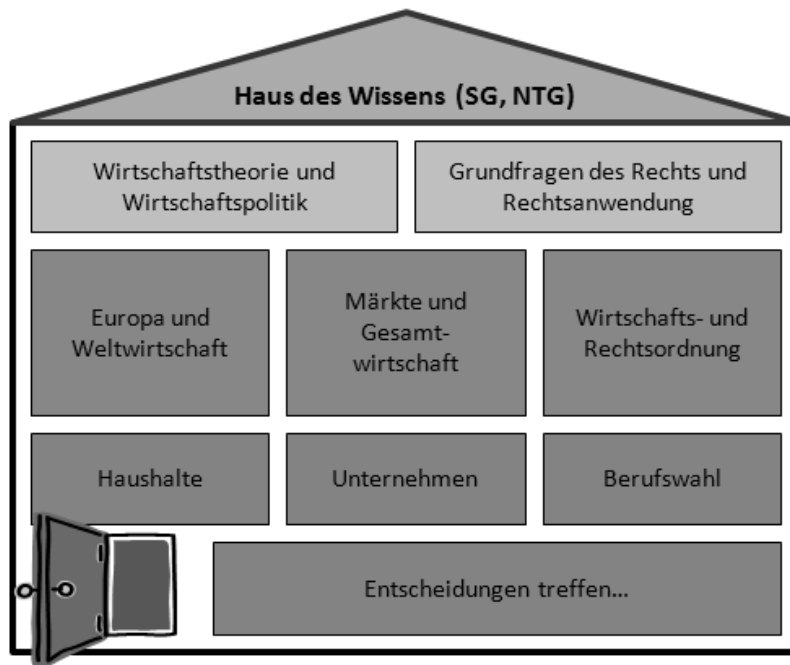 Haus des Wissens (SG, NTG)
Wirtschaftstheorie und
Wirtschaftspolitik
Grundfragen des Rechts und
Rechtsanwendung
Europa und
Weltwirtschaft
Märkte und
Gesamt-
wirtschaft
Wirtschafts- und
Rechtsordnung
Haushalte
Unternehmen
Berufswahl
Entscheidungen treffen...